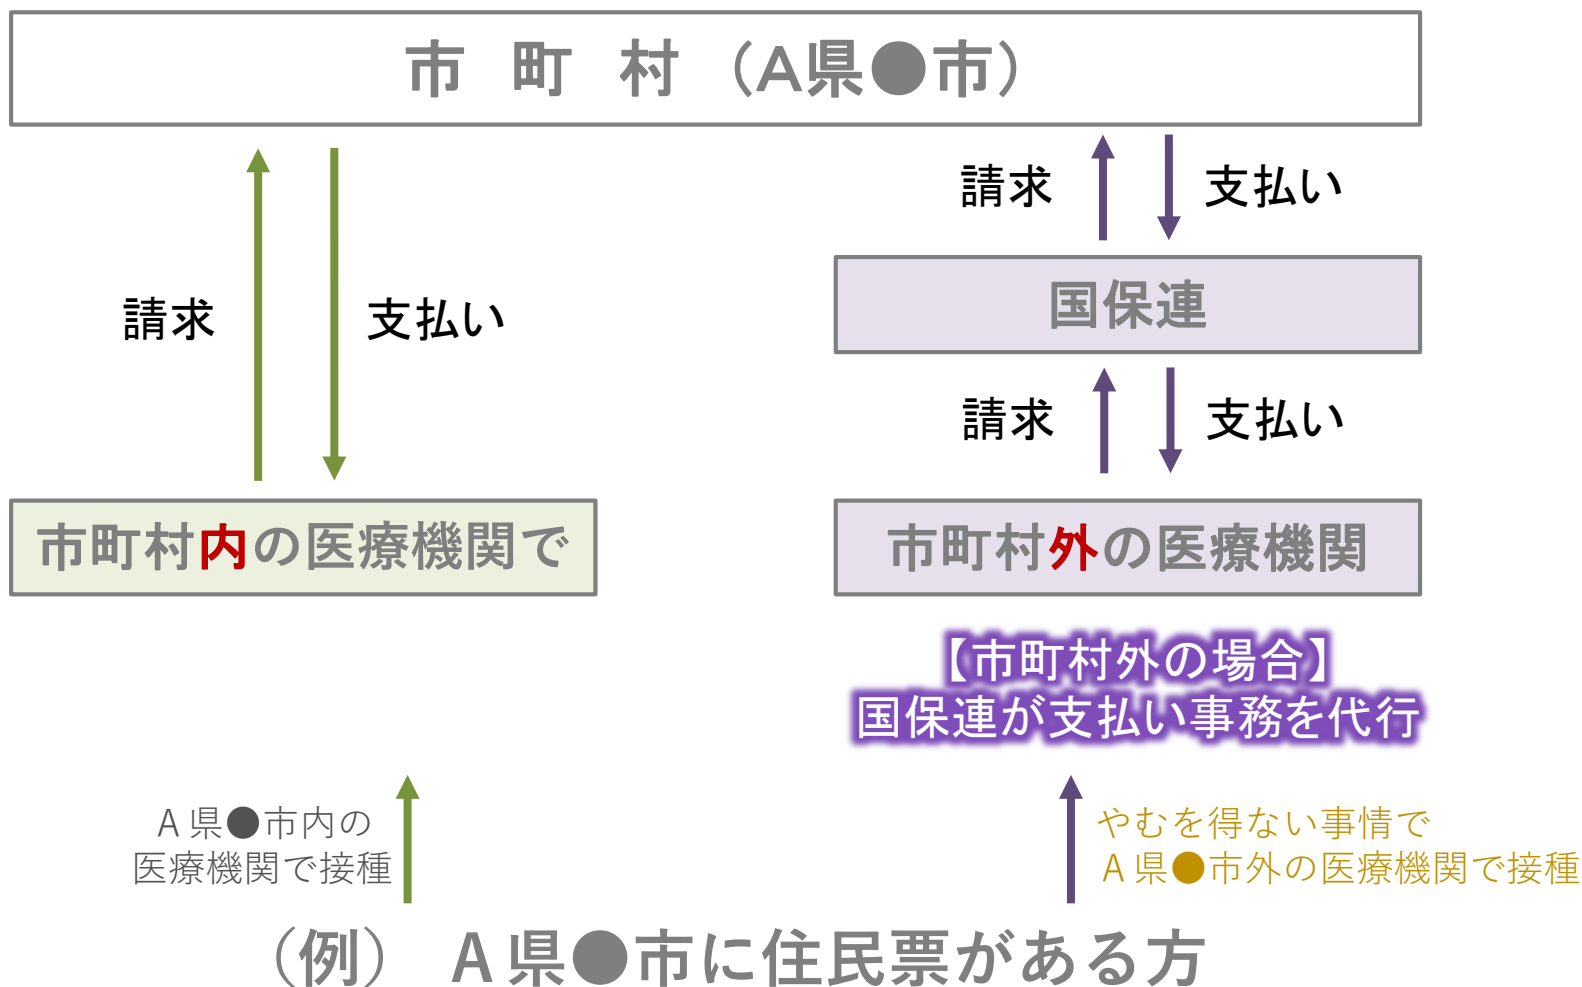 市　町　村　（A県●市）
請求
支払い
請求
支払い
国保連
請求
支払い
市町村内の医療機関で
市町村外の医療機関
【市町村外の場合】
国保連が支払い事務を代行
A県●市内の
医療機関で接種
やむを得ない事情で
A県●市外の医療機関で接種
（例）　A県●市に住民票がある方